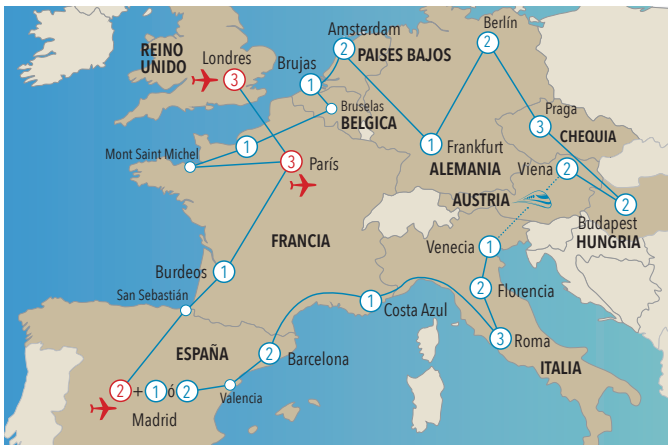 Amsterdam
Berlín
REINO
UNIDO
Londres
2
PAISES BAJOS
2
3
Brujas
1
Bruselas
BELGICA
Praga
3
CHEQUIA
1
Mont Saint Michel
3
París
1
Frankfurt
ALEMANIA
Viena
2
AUSTRIA
2
Budapest
HUNGRIA
FRANCIA
Venecia
1
Burdeos
1
San Sebastián
2
Florencia
1
Costa Azul
ESPAÑA
2
Barcelona
3
Roma
ITALIA
2 + 1 ó 2
Valencia
Madrid